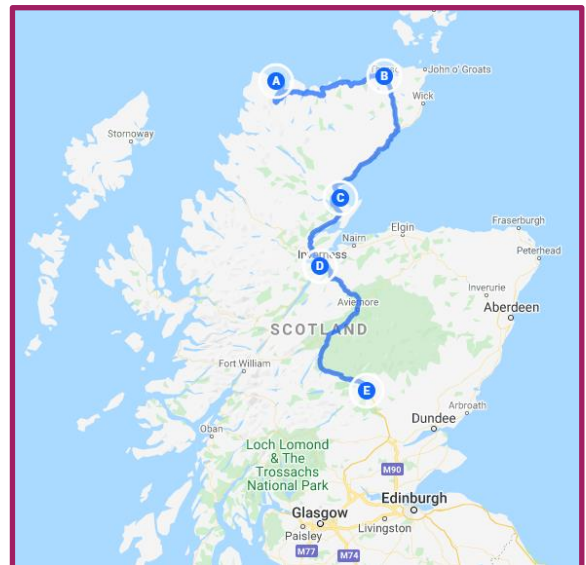 A
B
John o' Groats
Wick
Stornoway
C
Elgin
Fraserburgh
Nairn
Peterhead
D
Inverurie
Aviemore
Aberdeen
SCOTLAND
Fort William
E
Arbroath
Dundee
Oban
Loch Lomond
& The
Trossachs
National Park
M90
Edinburgh
Glasgow
Livingston
Paisley
M77
M74